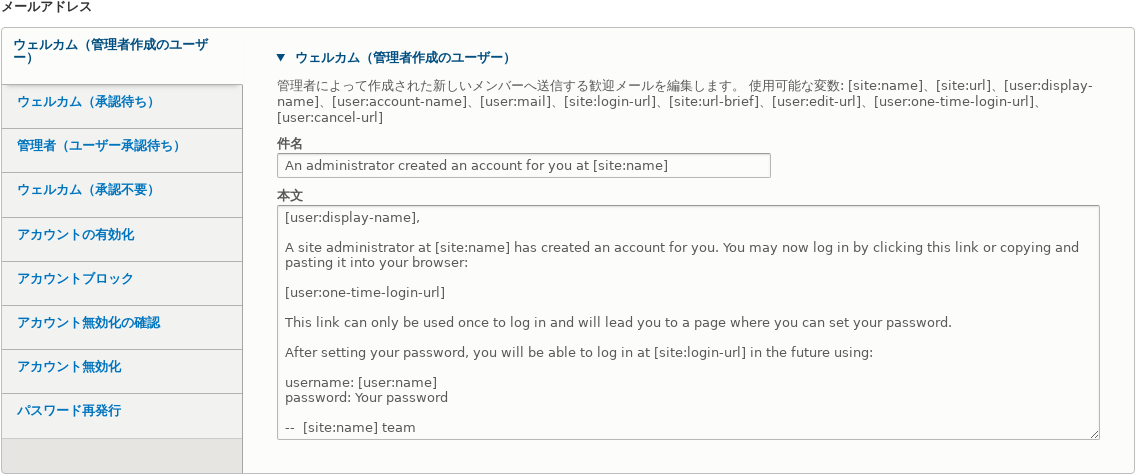 メールアドレス
ウェルカム（管理者作成のユーザ
ー）
ウェルカム（承認待ち）
管理者（ユーザー承認待ち）
ウェルカム（承認不要）
アカウントの有効化
アカウントブロック
アカウント無効化の確認
アカウント無効化
パスワード再発行
▼ ウェルカム（管理者作成のユーザー）
管理者によって作成された新しいメンバーへ送信する歓迎メールを編集します。 使用可能な変数: [site:name]、[site:url]、[user:display-
name]、[user:account-name]、[user:mail]、[site:login-url]、[site:url-brief]、[user:edit-url]、[user:one-time-login-url]、
[user:cancel-url]
件名
An administrator created an account for you at [site:name]
本文
[user:display-name],
A site administrator at [site:name] has created an account for you. You may now log in by clicking this link or copying and
pasting it into your browser:
[user:one-time-login-url]
This link can only be used once to log in and will lead you to a page where you can set your password.
After setting your password, you will be able to log in at [site:login-url] in the future using:
username: [user:name]
password: Your password
--  [site:name] team